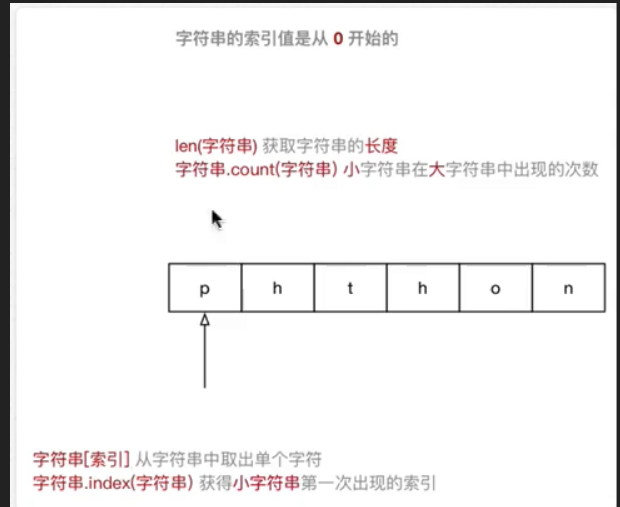 字符串的索引值是从 0 开始的
len(字符串) 获取字符串的长度
字符串.count(字符串) 小字符串在大字符串中出现的次数
p h t h o n
字符串[索引] 从字符串中取出单个字符
字符串.index(字符串) 获得小字符串第一次出现的索引